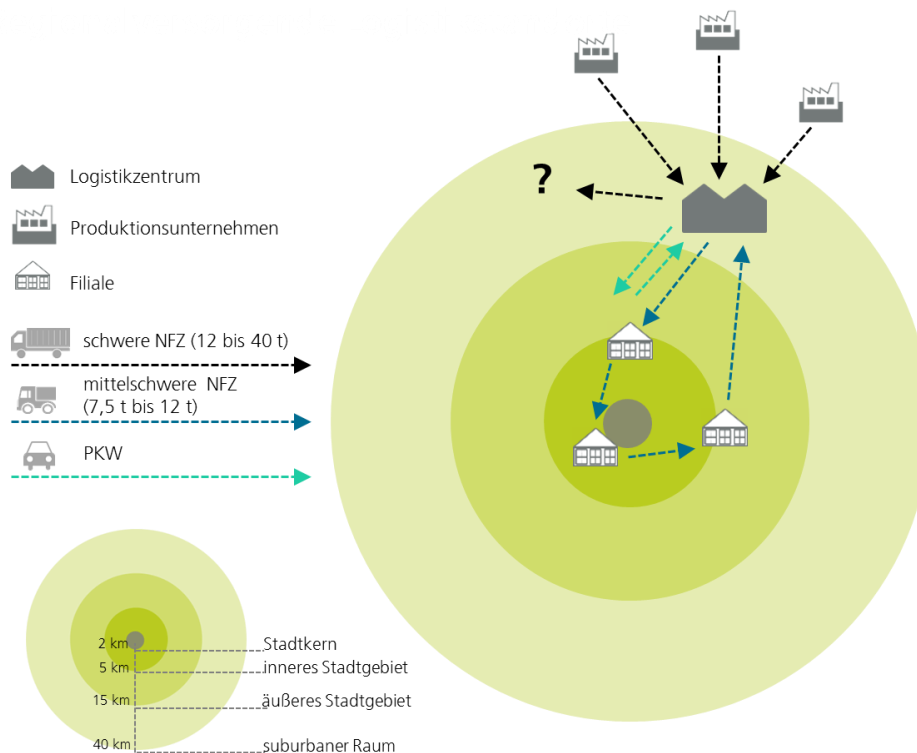 ?
Logistikzentrum
Produktionsunternehmen
Filiale
schwere NFZ (12 bis 40 t)
mittelschwere NFZ
(7,5 t bis 12 t)
PKW
2 km Stadtkern
5 km inneres Stadtgebiet
15 km äußeres Stadtgebiet
40 km suburbaner Raum